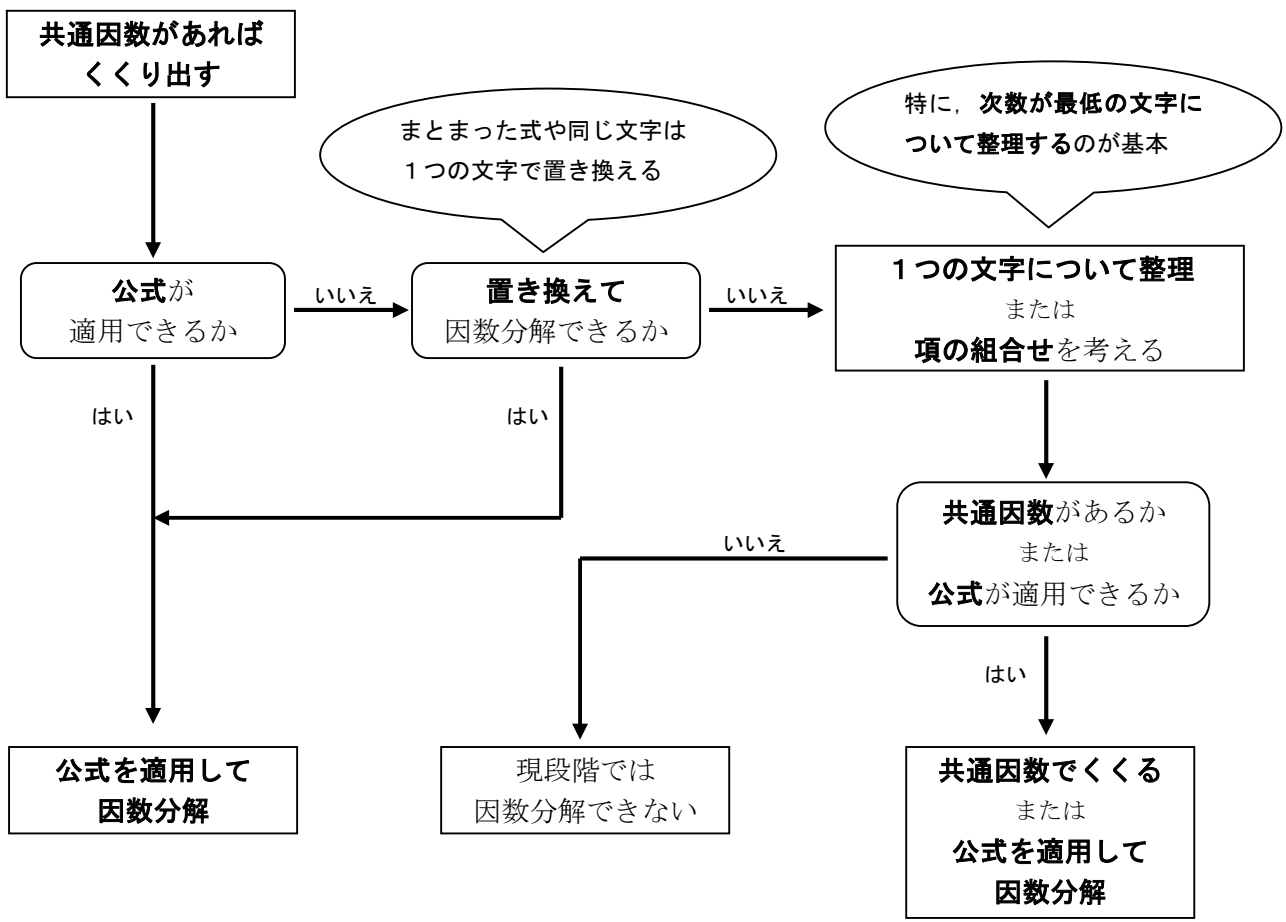 共通因数があれば
くくり出す
まとまった式や同じ文字は
１つの文字で置き換える
特に，次数が最低の文字に
ついて整理するのが基本
公式が
適用できるか
いいえ
置き換えて
因数分解できるか
いいえ
１つの文字について整理
または
項の組合せを考える
はい
はい
共通因数があるか
または
公式が適用できるか
いいえ
はい
公式を適用して
因数分解
現段階では
因数分解できない
共通因数でくくる
または
公式を適用して
因数分解